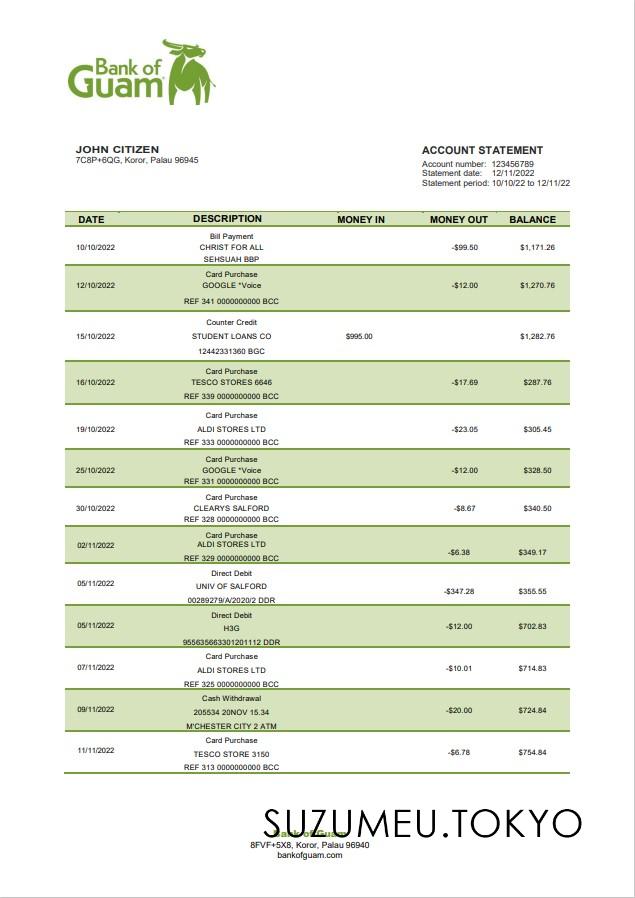 Bank of
Guam
JOHN CITIZEN
7C8P+6QG, Koror, Palau 96945
ACCOUNT STATEMENT
Account number: 123456789
Statement date: 12/11/2022
Statement period: 10/10/22 to 12/11/22
DATE DESCRIPTION MONEY IN MONEY OUT BALANCE
Bill Payment
10/10/2022 CHRIST FOR ALL -$99.50 $1,171.26
SEHSUAH BBP
Card Purchase
12/10/2022 GOOGLE *Voice -$12.00 $1,270.76
REF 341 0000000000 BCC
Counter Credit
15/10/2022 STUDENT LOANS CO $995.00 $1,282.76
12442331360 BGC
Card Purchase
16/10/2022 TESCO STORES 6646 -$17.69 $287.76
REF 339 0000000000 BCC
Card Purchase
19/10/2022 ALDI STORES LTD -$23.05 $305.45
REF 333 0000000000 BCC
Card Purchase
25/10/2022 GOOGLE *Voice -$12.00 $328.50
REF 331 0000000000 BCC
Card Purchase
30/10/2022 CLEARYS SALFORD -$8.67 $340.50
REF 328 0000000000 BCC
Card Purchase
02/11/2022 ALDI STORES LTD -$6.38 $349.17
REF 329 0000000000 BCC
Direct Debit
05/11/2022 UNIV OF SALFORD -$347.28 $355.55
00289279/A/2020/2 DDR
Direct Debit
05/11/2022 H3G -$12.00 $702.83
955635663301201112 DDR
Card Purchase
07/11/2022 ALDI STORES LTD -$10.01 $714.83
REF 325 0000000000 BCC
Cash Withdrawal
09/11/2022 205534 20NOV 15.34 -$20.00 $724.84
M'CHESTER CITY 2 ATM
Card Purchase
11/11/2022 TESCO STORE 3150 -$6.78 $754.84
REF 313 0000000000 BCC
SUZUMEU.TOKYO
Bank of Guam
8FVF+5X8, Koror, Palau 96940
bankofguam.com